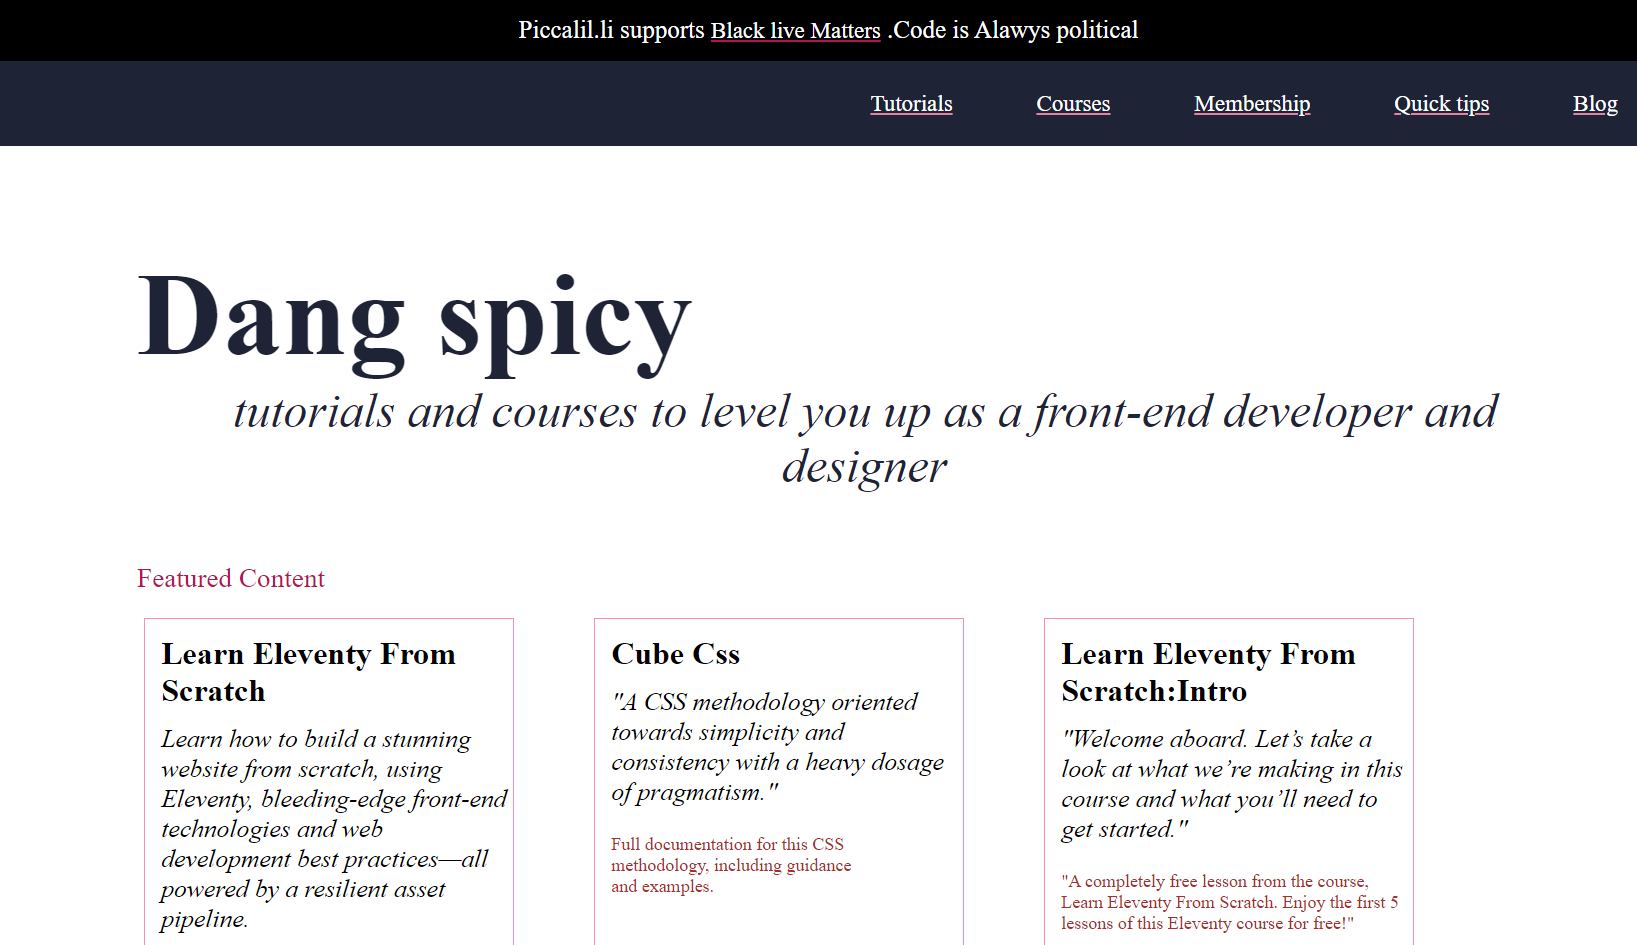 Piccalil.li supports Black live Matters .Code is Alawys political
Tutorials Courses Membership Quick tips Blog
Dang spicy
tutorials and courses to level you up as a front-end developer and
designer
Featured Content
Learn Eleventy From
Scratch
Learn how to build a stunning
website from scratch, using
Eleventy, bleeding-edge front-end
technologies and web
development best practices—all
powered by a resilient asset
pipeline.
Cube Css
"A CSS methodology oriented
towards simplicity and
consistency with a heavy dosage
of pragmatism."
Full documentation for this CSS
methodology, including guidance
and examples.
Learn Eleventy From
Scratch:Intro
"Welcome aboard. Let’s take a
look at what we’re making in this
course and what you’ll need to
get started."
"A completely free lesson from the course,
Learn Eleventy From Scratch. Enjoy the first 5
lessons of this Eleventy course for free!"